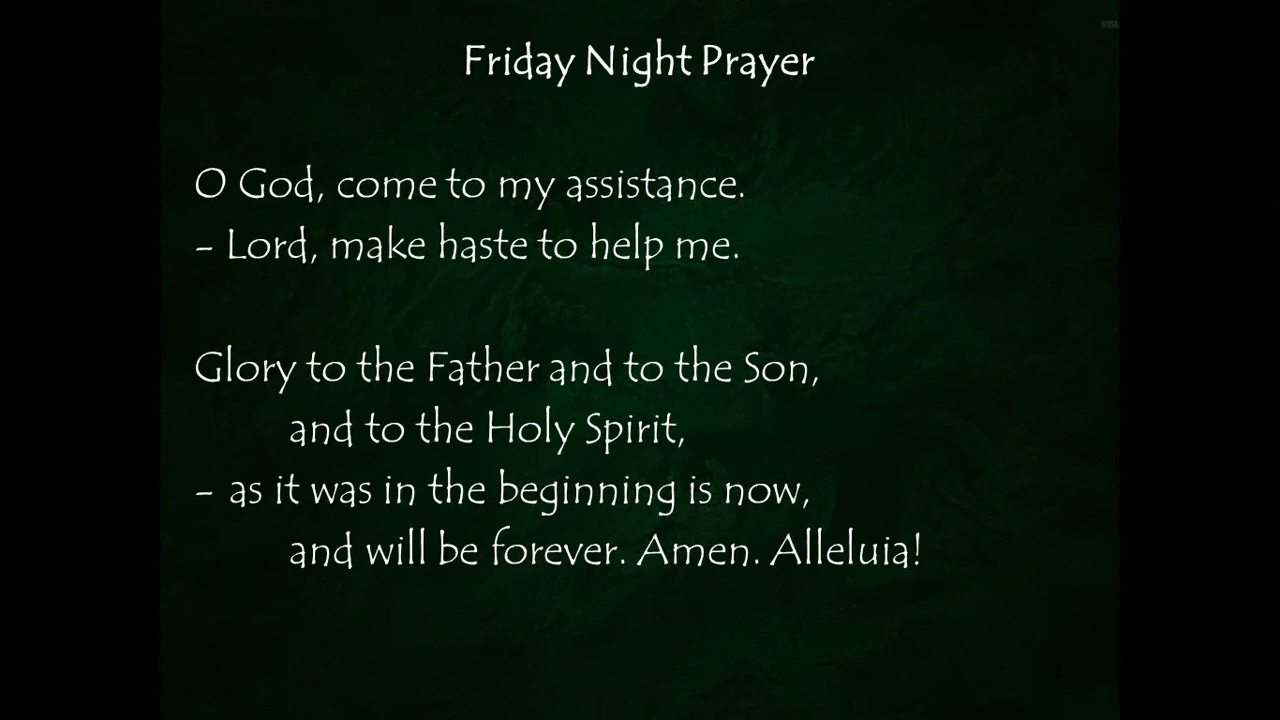 Friday Night Prayer
O God, come to my assistance.
- Lord, make haste to help me.
Glory to the Father and to the Son,
and to the Holy Spirit,
- as it was in the beginning is now,
and will be forever. Amen. Alleluia!